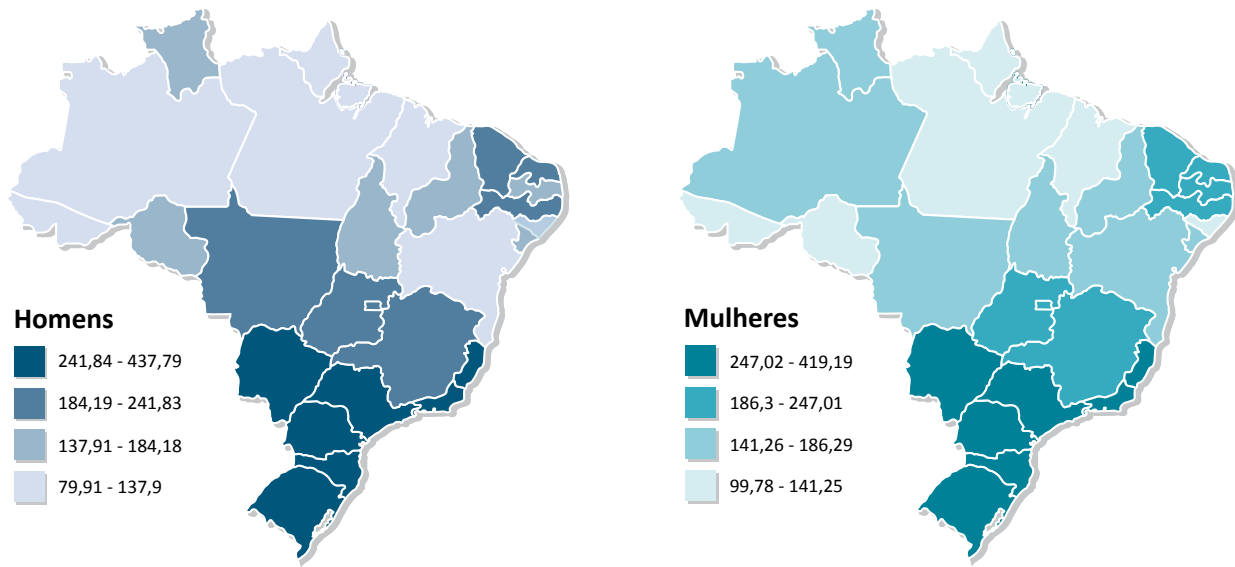 Homens
241,84 - 437,79
184,19 - 241,83
137,91 - 184,18
79,91 - 137,9
Mulheres
247,02 - 419,19
186,3 - 247,01
141,26 - 186,29
99,78 - 141,25